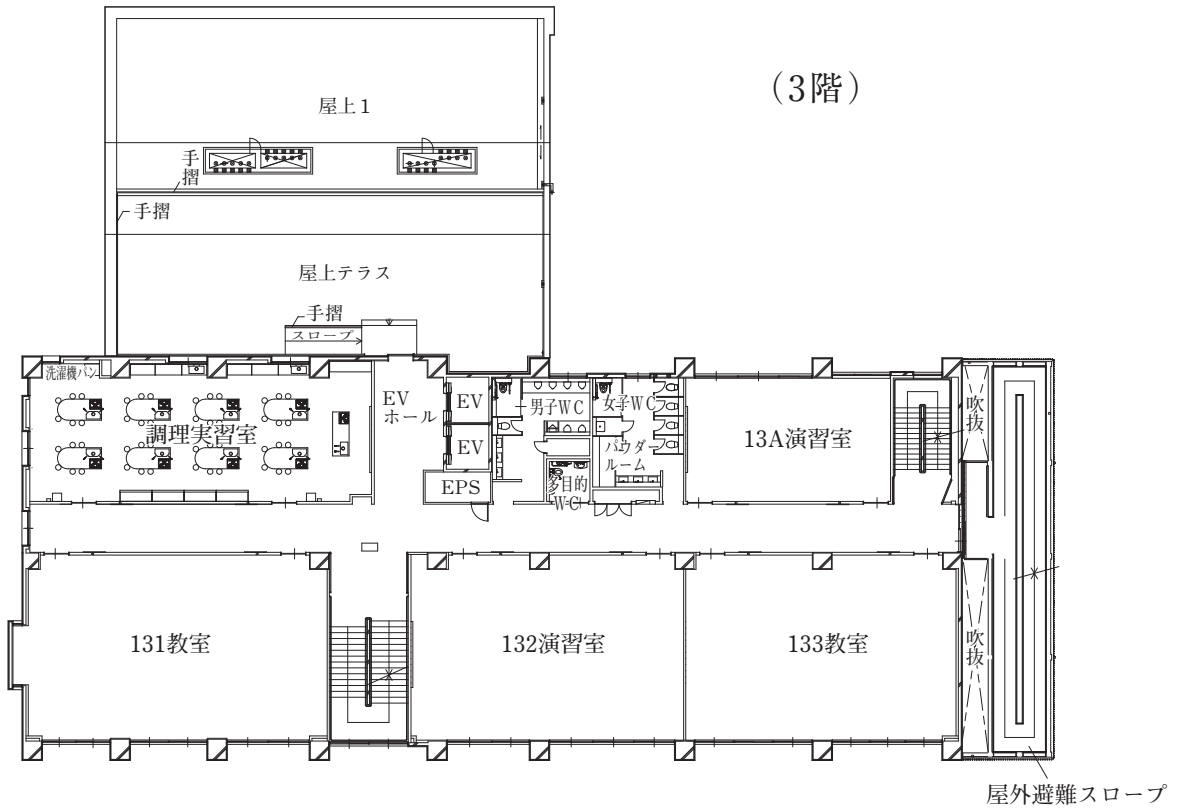 (3階)
屋上1
手
摺
手摺
屋上テラス
手摺
スロープ
洗濯機パン
調理実習室
EV
ホール
EV
EV
EPS
男子WC
女子WC
パウダー
ルーム
多目的
WC
13A演習室
吹
抜
131教室
132演習室
133教室
吹
抜
屋外避難スロープ